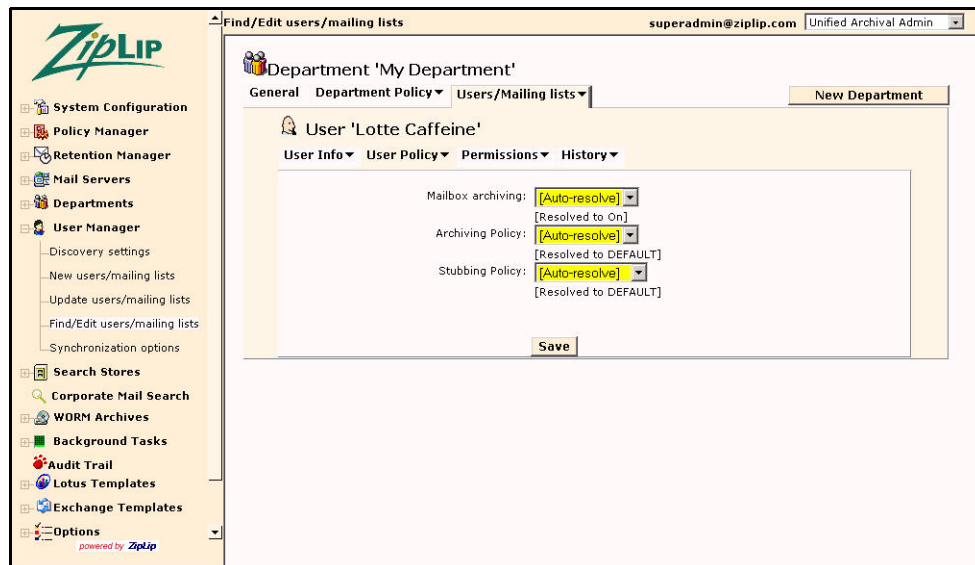 Find/Edit users/mailing lists
superadmin@ziplip.com
Unified Archival Admin
ZipLip
System Configuration
Policy Manager
Retention Manager
Mail Servers
Departments
User Manager
Discovery settings
New users/mailing lists
Update users/mailing lists
Find/Edit users/mailing lists
Synchronization options
Search Stores
Corporate Mail Search
WORM Archives
Background Tasks
Audit Trail
Lotus Templates
Exchange Templates
Options
powered by ZipLip
Department 'My Department'
General Department Policy Users/Mailing lists
New Department
User 'Lotte Caffeine'
User Info User Policy Permissions History
Mailbox archiving: [Auto-resolve]
[Resolved to On]
Archiving Policy: [Auto-resolve]
[Resolved to DEFAULT]
Stubbing Policy: [Auto-resolve]
[Resolved to DEFAULT]
Save